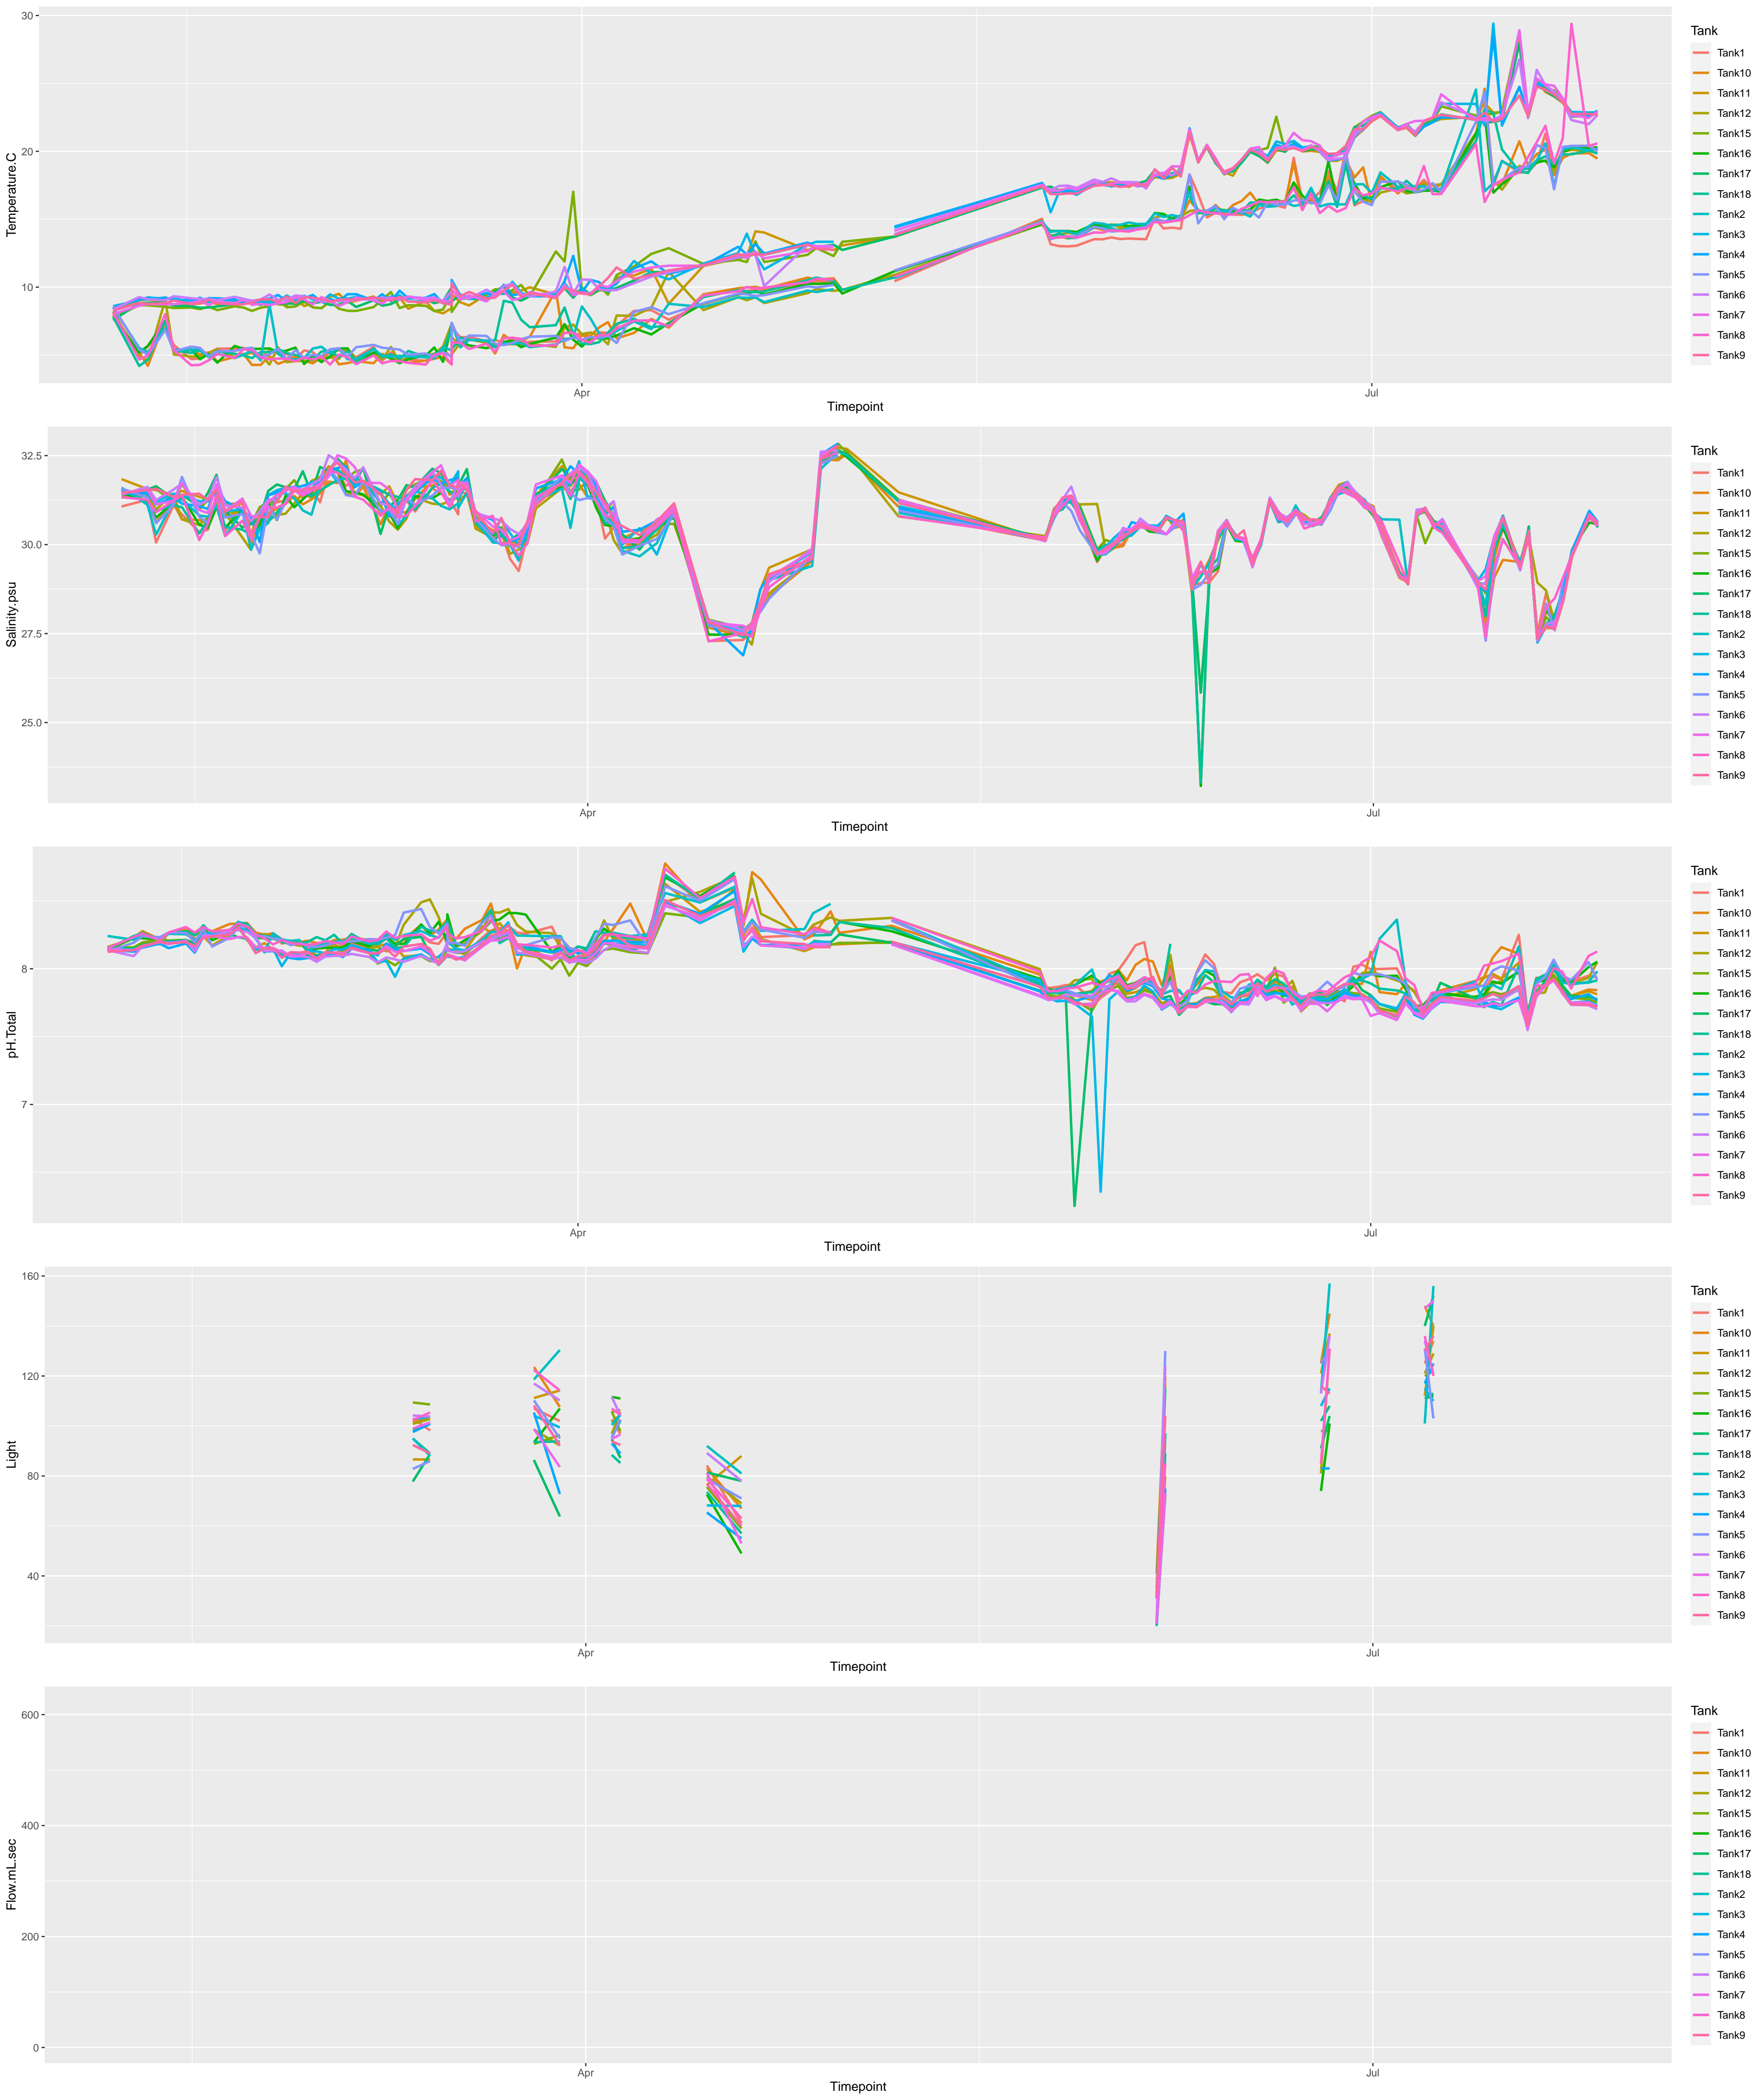 Temperature.C
30
20
10
Apr
Jul
Timepoint
Tank
Tank1
Tank10
Tank11
Tank12
Tank15
Tank16
Tank17
Tank18
Tank2
Tank3
Tank4
Tank5
Tank6
Tank7
Tank8
Tank9
Salinity.psu
32.5
30.0
27.5
25.0
Apr
Jul
Timepoint
Tank
Tank1
Tank10
Tank11
Tank12
Tank15
Tank16
Tank17
Tank18
Tank2
Tank3
Tank4
Tank5
Tank6
Tank7
Tank8
Tank9
pH.Total
8
7
Apr
Jul
Timepoint
Tank
Tank1
Tank10
Tank11
Tank12
Tank15
Tank16
Tank17
Tank18
Tank2
Tank3
Tank4
Tank5
Tank6
Tank7
Tank8
Tank9
Light
160
120
80
40
Apr
Jul
Timepoint
Tank
Tank1
Tank10
Tank11
Tank12
Tank15
Tank16
Tank17
Tank18
Tank2
Tank3
Tank4
Tank5
Tank6
Tank7
Tank8
Tank9
Flow.mL.sec
600
400
200
0
Apr
Jul
Timepoint
Tank
Tank1
Tank10
Tank11
Tank12
Tank15
Tank16
Tank17
Tank18
Tank2
Tank3
Tank4
Tank5
Tank6
Tank7
Tank8
Tank9